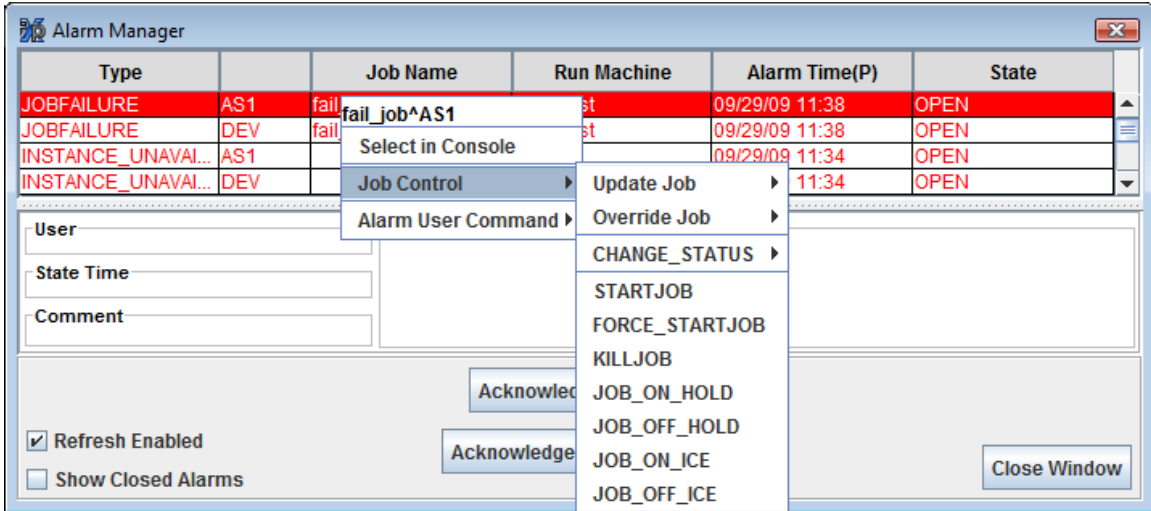 Alarm Manager
Type Job Name Run Machine Alarm Time(P) State
JOBFAILURE AS1 fail_ st 09/29/09 11:38 OPEN
fail_job^AS1
JOBFAILURE DEV fail_ st 09/29/09 11:38 OPEN
Select in Console
INSTANCE_UNAVAI... AS1 09/29/09 11:34 OPEN
INSTANCE_UNAVAI... DEV 11:34 OPEN
Job Control
Update Job
Alarm User Command
Override Job
User
CHANGE_STATUS
State Time
STARTJOB
Comment
FORCE_STARTJOB
KILLJOB
JOB_ON_HOLD
JOB_OFF_HOLD
JOB_ON_ICE
JOB_OFF_ICE
Acknowled
Refresh Enabled
Acknowledge
Show Closed Alarms
Close Window